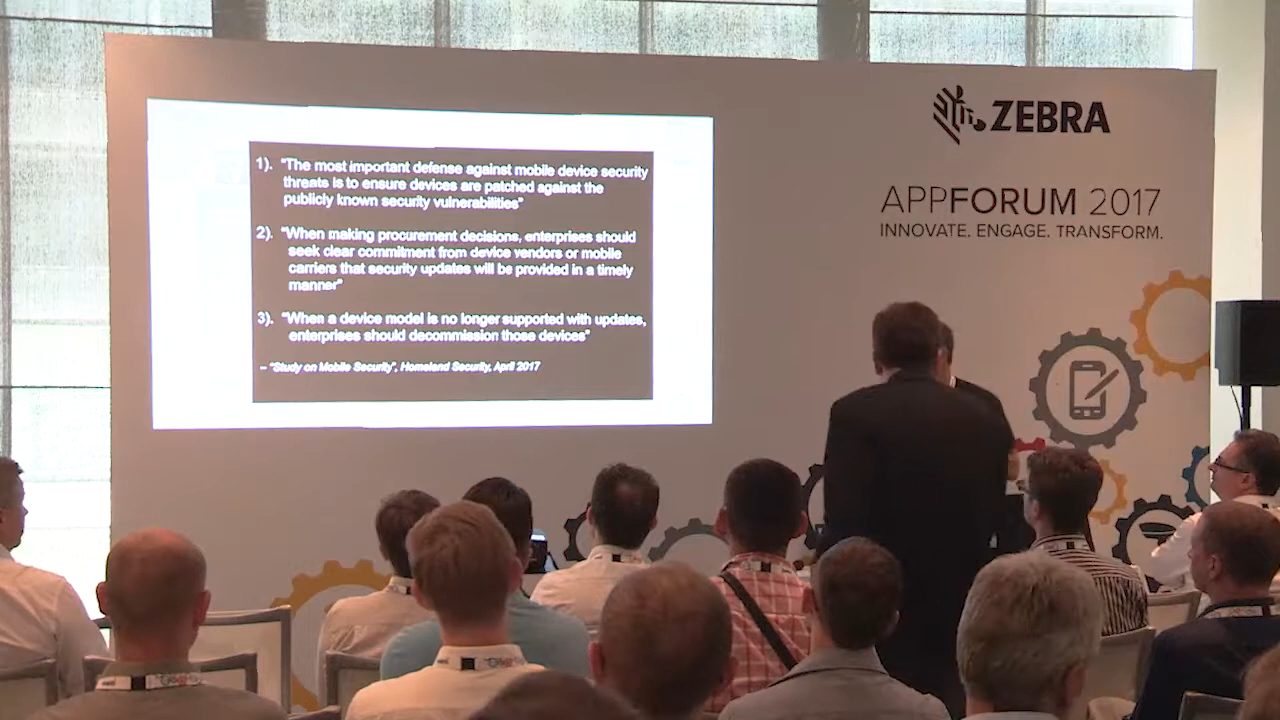 1). "The most important defense against mobile device security
threats is to ensure devices are patched against the
publicly known security vulnerabilities"
2). "When making procurement decisions, enterprises should
seek clear commitment from device vendors or mobile
carriers that security updates will be provided in a timely
manner"
3). "When a device model is no longer supported with updates,
enterprises should decommission those devices"
– "Study on Mobile Security", Homeland Security, April 2017
ZEBRA
APPFORUM 2017
INNOVATE. ENGAGE. TRANSFORM.